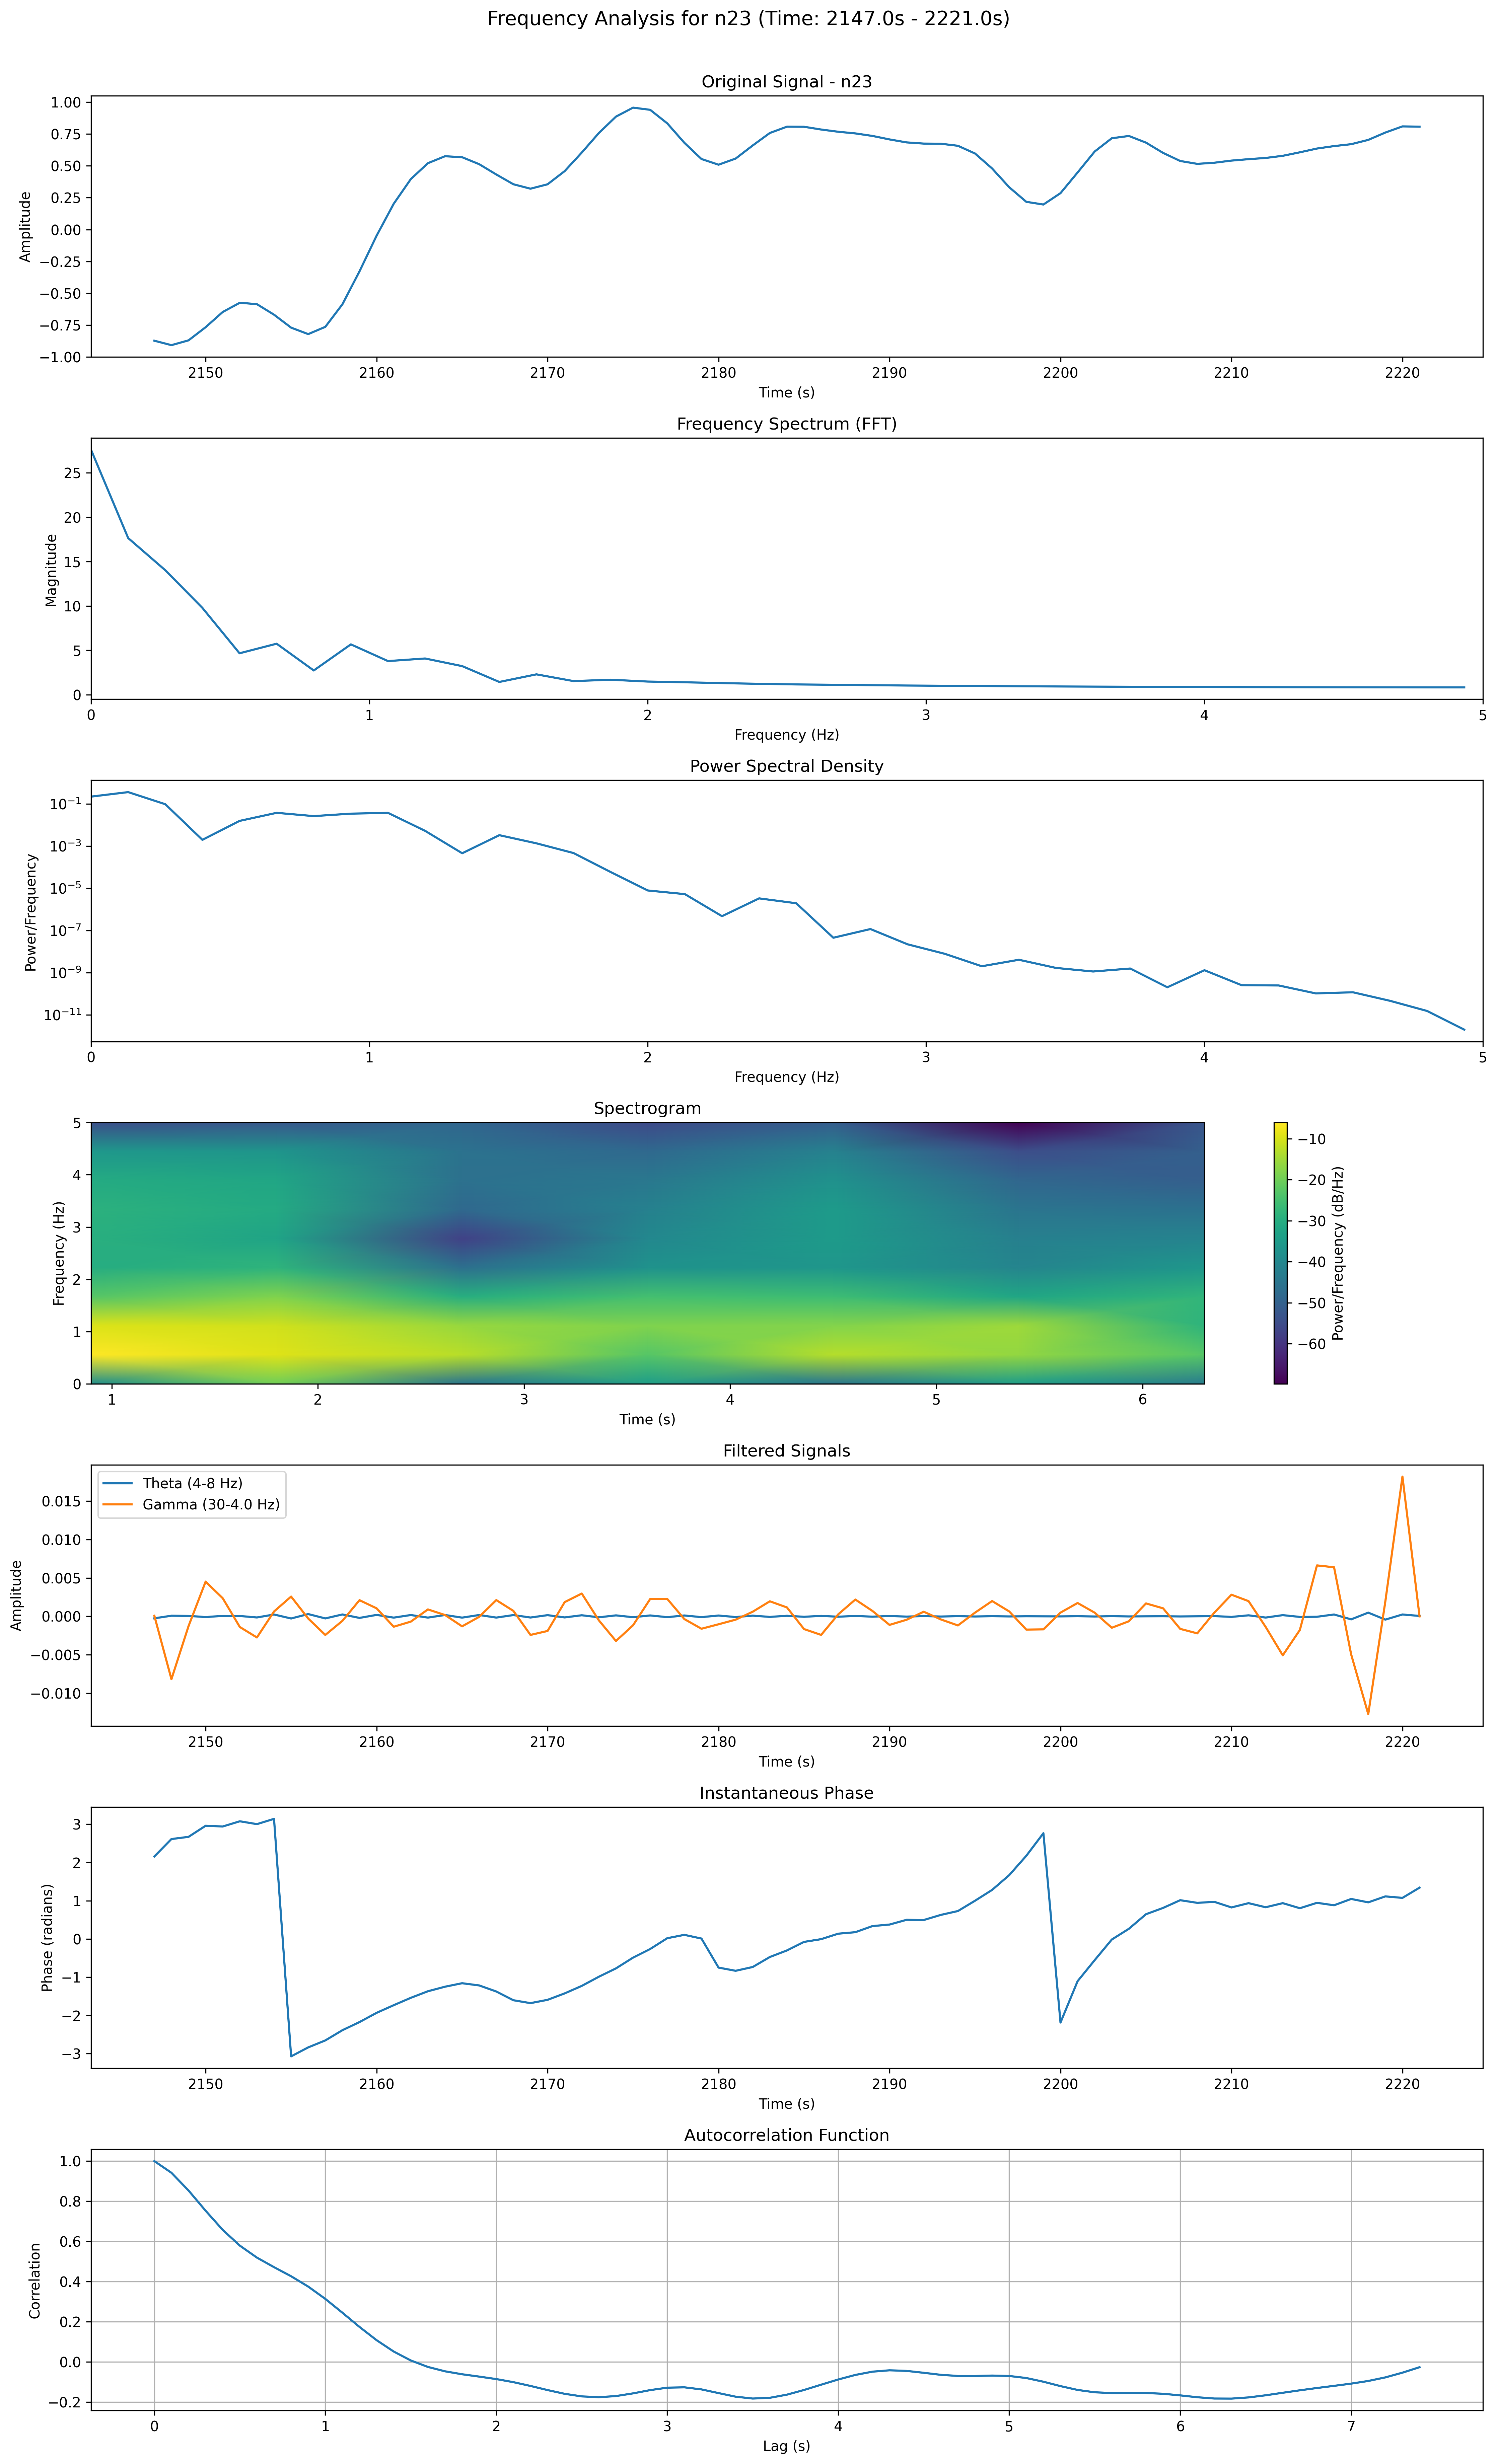 Frequency Analysis for n23 (Time: 2147.0s - 2221.0s)
Original Signal - n23
1.00
0.75
0.50
0.25
0.00
−0.25
−0.50
−0.75
−1.00
Amplitude
2150 2160 2170 2180 2190 2200 2210 2220
Time (s)
Frequency Spectrum (FFT)
25
20
15
10
5
0
Magnitude
0 1 2 3 4 5
Frequency (Hz)
Power Spectral Density
10⁻¹
10⁻³
10⁻⁵
10⁻⁷
10⁻⁹
10⁻¹¹
Power/Frequency
0 1 2 3 4 5
Frequency (Hz)
Spectrogram
5
4
3
2
1
0
Frequency (Hz)
1 2 3 4 5 6
Time (s)
−10
−20
−30
−40
−50
−60
Power/Frequency (dB/Hz)
Filtered Signals
Theta (4-8 Hz)
Gamma (30-4.0 Hz)
0.015
0.010
0.005
0.000
−0.005
−0.010
Amplitude
2150 2160 2170 2180 2190 2200 2210 2220
Time (s)
Instantaneous Phase
3
2
1
0
−1
−2
−3
Phase (radians)
2150 2160 2170 2180 2190 2200 2210 2220
Time (s)
Autocorrelation Function
1.0
0.8
0.6
0.4
0.2
0.0
−0.2
Correlation
0 1 2 3 4 5 6 7
Lag (s)